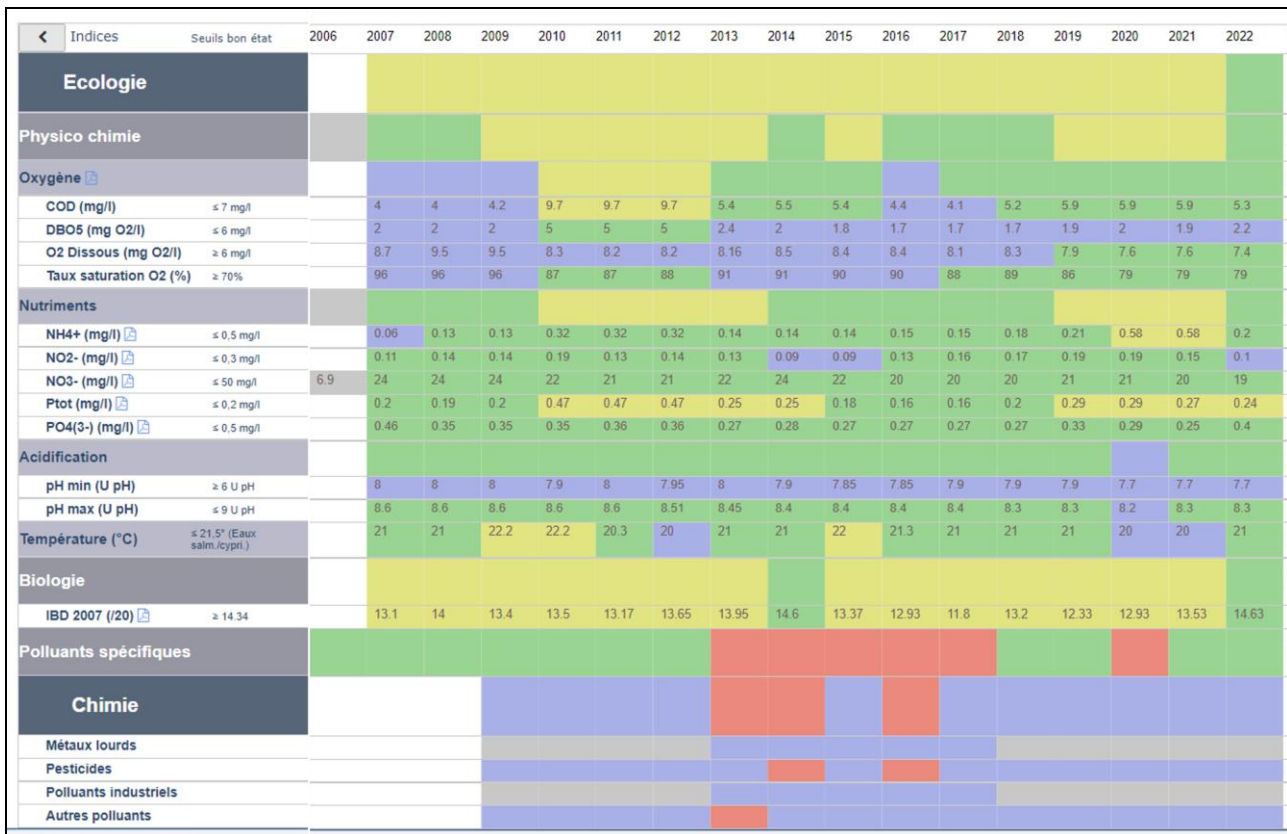 Indices Seuils bon état 2006 2007 2008 2009 2010 2011 2012 2013 2014 2015 2016 2017 2018 2019 2020 2021 2022
Ecologie
Physico chimie
Oxygène
COD (mg/l) ≤ 7 mg/l 4 4 4.2 9.7 9.7 9.7 5.4 5.5 5.4 4.4 4.1 5.2 5.9 5.9 5.9 5.3
DBO5 (mg O2/l) ≤ 6 mg/l 2 2 2 5 5 5 2.4 2 1.8 1.7 1.7 1.7 1.9 2 1.9 2.2
O2 Dissous (mg O2/l) ≥ 6 mg/l 8.7 9.5 9.5 8.3 8.2 8.2 8.16 8.5 8.4 8.4 8.1 8.3 7.9 7.6 7.6 7.4
Taux saturation O2 (%) ≥ 70% 96 96 96 87 87 88 91 91 90 90 88 89 86 79 79 79
Nutriments
NH4+ (mg/l) ≤ 0,5 mg/l 0.06 0.13 0.13 0.32 0.32 0.32 0.14 0.14 0.14 0.15 0.15 0.18 0.21 0.58 0.58 0.2
NO2- (mg/l) ≤ 0,3 mg/l 0.11 0.14 0.14 0.19 0.13 0.14 0.13 0.09 0.09 0.13 0.16 0.17 0.19 0.19 0.15 0.1
NO3- (mg/l) ≤ 50 mg/l 6.9 24 24 24 22 21 21 22 24 22 20 20 20 21 21 20 19
Ptot (mg/l) ≤ 0,2 mg/l 0.2 0.19 0.2 0.47 0.47 0.47 0.25 0.25 0.18 0.16 0.16 0.2 0.29 0.29 0.27 0.24
PO4(3-) (mg/l) ≤ 0,5 mg/l 0.46 0.35 0.35 0.35 0.36 0.36 0.27 0.28 0.27 0.27 0.27 0.27 0.33 0.29 0.25 0.4
Acidification
pH min (U pH) ≥ 6 U pH 8 8 8 7.9 8 7.95 8 7.9 7.85 7.85 7.9 7.9 7.9 7.7 7.7 7.7
pH max (U pH) ≤ 9 U pH 8.6 8.6 8.6 8.6 8.6 8.51 8.45 8.4 8.4 8.4 8.4 8.3 8.3 8.2 8.3 8.3
Température (°C) ≤ 21,5° (Eaux salm./cypri.) 21 21 22.2 22.2 20.3 20 21 21 22 21.3 21 21 21 20 20 21
Biologie
IBD 2007 (/20) ≥ 14.34 13.1 14 13.4 13.5 13.17 13.65 13.95 14.6 13.37 12.93 11.8 13.2 12.33 12.93 13.53 14.63
Polluants spécifiques
Chimie
Métaux lourds
Pesticides
Polluants industriels
Autres polluants